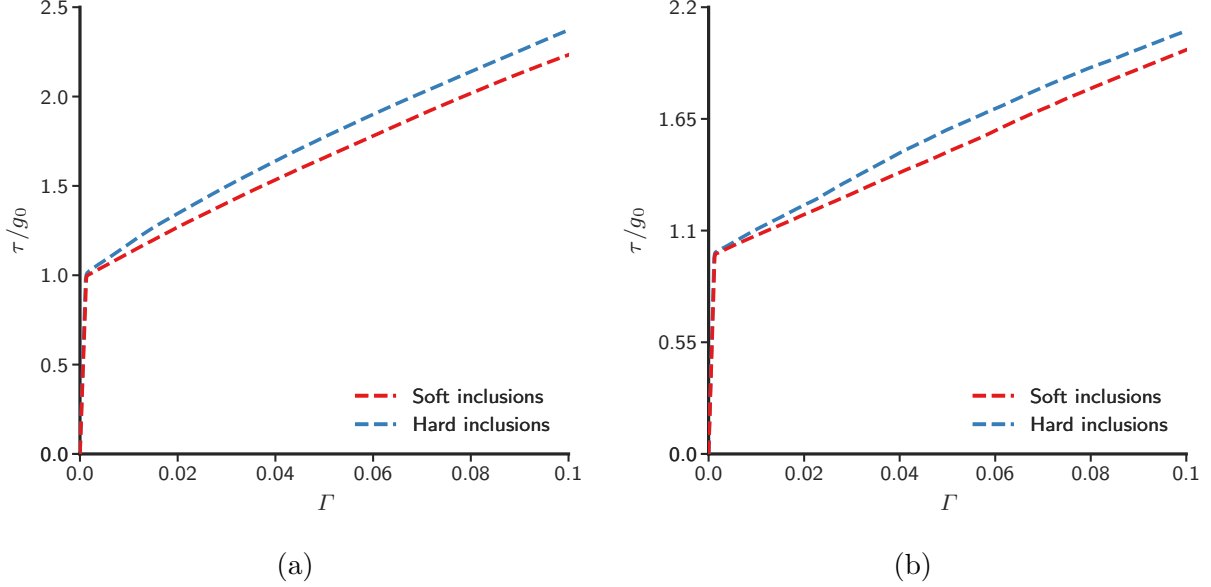 2.5
2.0
1.5
1.0
0.5
0.0
τ/g₀
0.0 0.02 0.04 0.06 0.08 0.1
Γ
Soft inclusions
Hard inclusions
(a)
2.2
1.65
1.1
0.55
0.0
τ/g₀
0.0 0.02 0.04 0.06 0.08 0.1
Γ
Soft inclusions
Hard inclusions
(b)